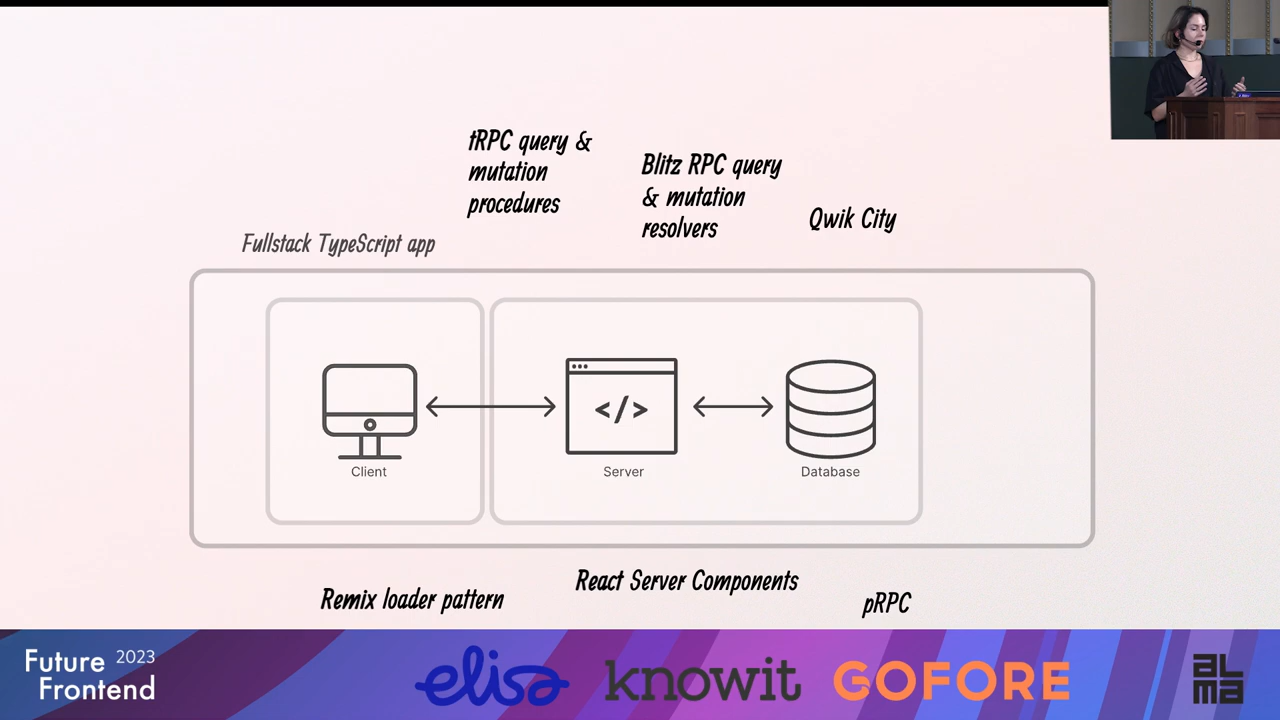 tRPC query &
mutation
procedures
Blitz RPC query
& mutation
resolvers
Qwik City
Fullstack TypeScript app
</>
Client
Server
Database
Remix loader pattern
React Server Components
pRPC
Future 2023
Frontend
elisa
knowit
GOFORE
ALMA